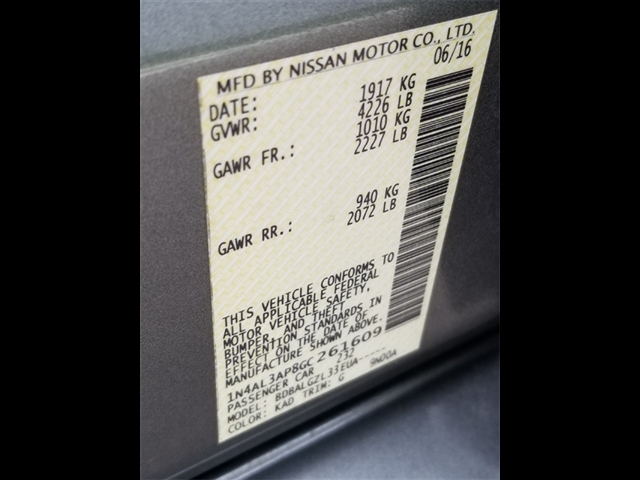 MFD BY NISSAN MOTOR CO., LTD.
DATE: 06/16
GVWR: 1917 KG
4226 LB
GAWR FR.: 1010 KG
2227 LB
GAWR RR.: 940 KG
2072 LB
THIS VEHICLE CONFORMS TO
ALL APPLICABLE FEDERAL
MOTOR VEHICLE SAFETY,
BUMPER, AND THEFT
PREVENTION STANDARDS IN
EFFECT ON THE DATE OF
MANUFACTURE SHOWN ABOVE.
1N4AL3AP8GC261609
PASSENGER CAR 232
MODEL: BDBALGZL33EUA----- 9N00A
COLOR: KAD TRIM: G